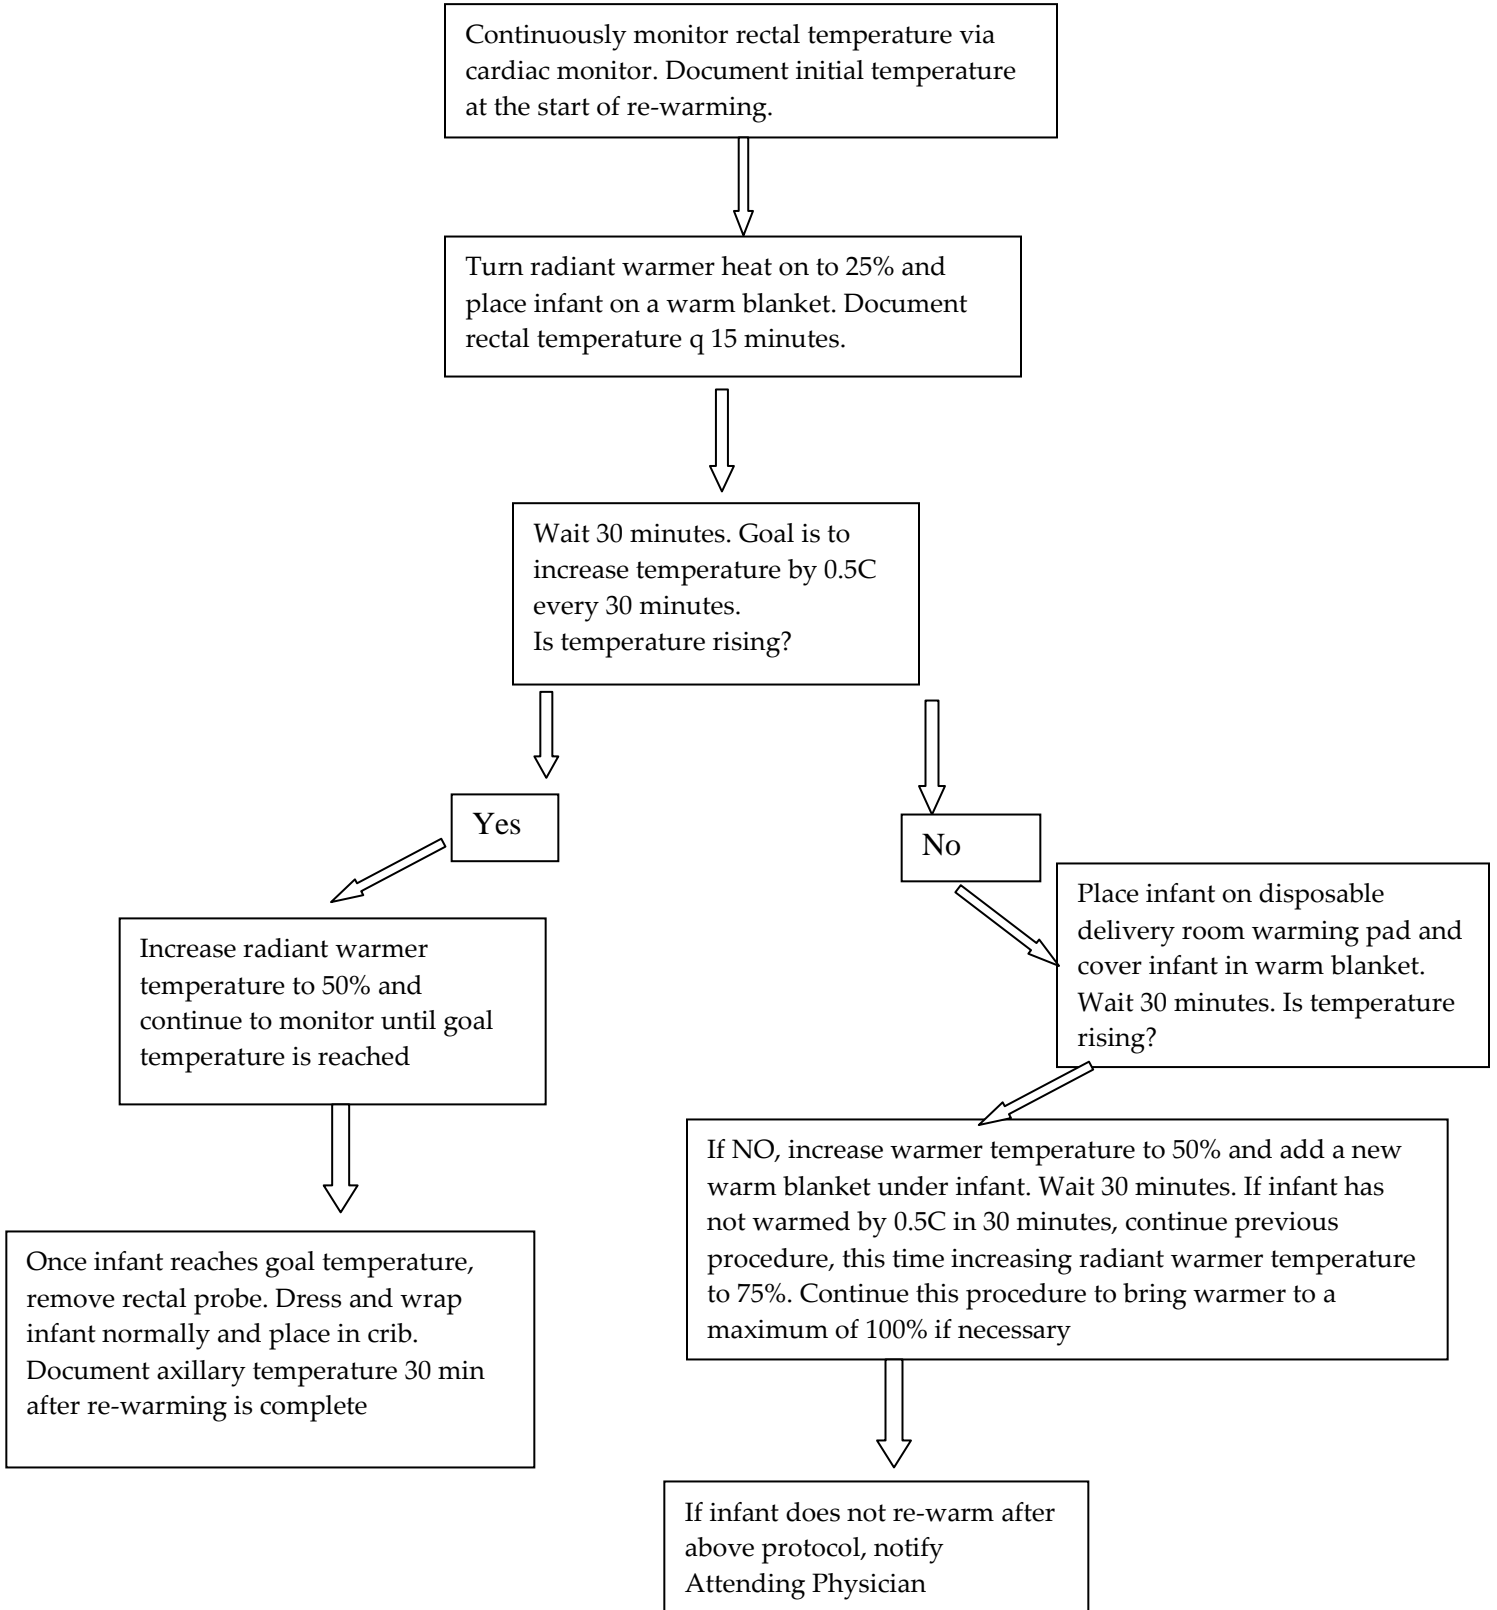 Continuously monitor rectal temperature via
cardiac monitor. Document initial temperature
at the start of re-warming.
Turn radiant warmer heat on to 25% and
place infant on a warm blanket. Document
rectal temperature q 15 minutes.
Wait 30 minutes. Goal is to
increase temperature by 0.5C
every 30 minutes.
Is temperature rising?
Yes
No
Increase radiant warmer
temperature to 50% and
continue to monitor until goal
temperature is reached
Once infant reaches goal temperature,
remove rectal probe. Dress and wrap
infant normally and place in crib.
Document axillary temperature 30 min
after re-warming is complete
Place infant on disposable
delivery room warming pad and
cover infant in warm blanket.
Wait 30 minutes. Is temperature
rising?
If NO, increase warmer temperature to 50% and add a new
warm blanket under infant. Wait 30 minutes. If infant has
not warmed by 0.5C in 30 minutes, continue previous
procedure, this time increasing radiant warmer temperature
to 75%. Continue this procedure to bring warmer to a
maximum of 100% if necessary
If infant does not re-warm after
above protocol, notify
Attending Physician